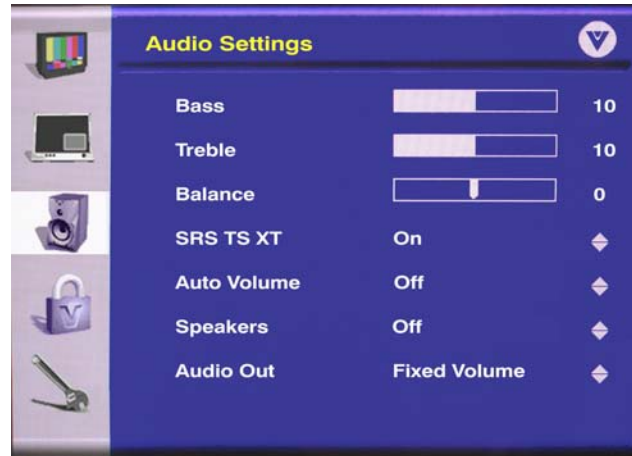 Audio Settings
V
Bass 10
Treble 10
Balance 0
SRS TS XT On
Auto Volume Off
Speakers Off
Audio Out Fixed Volume
V